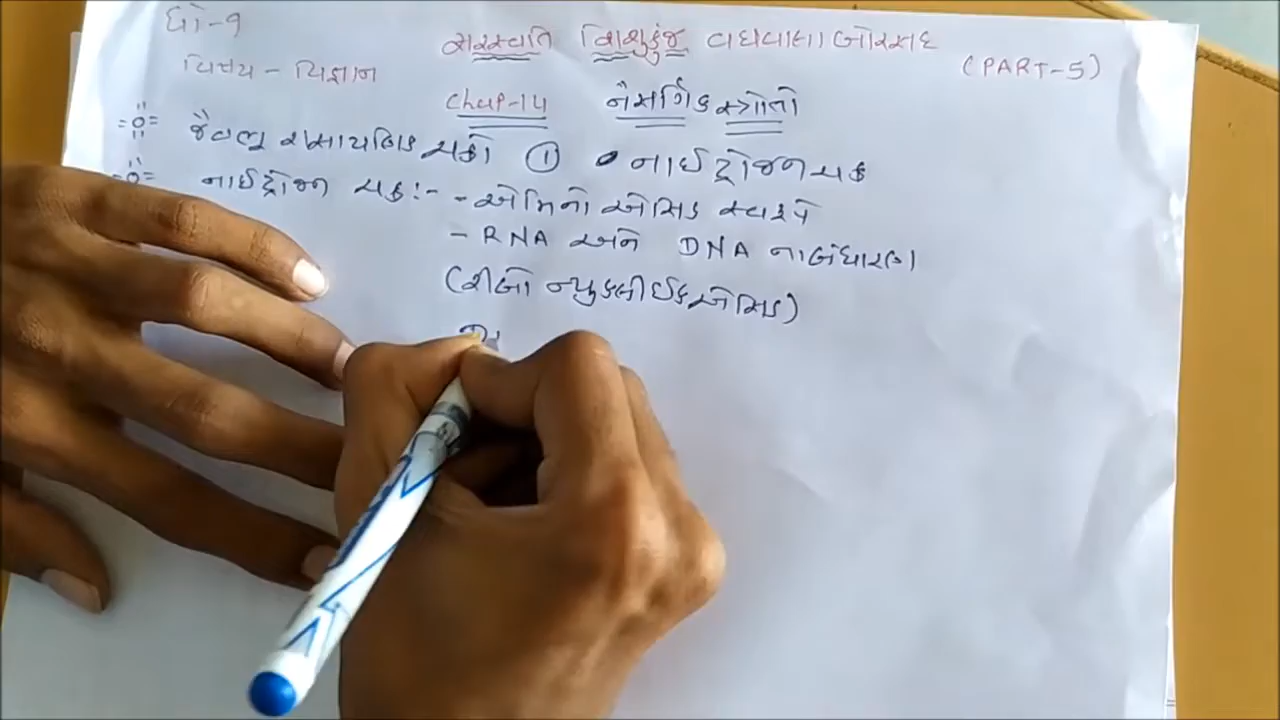 ધો-૧
સરસ્વતિ શિશુકુંજ વઘવાલા બોરસદ
વિષય - વિજ્ઞાન
(PART-5)
Chap-14 નૈસર્ગિક સ્ત્રોતો
જૈવભૂ રસાયણિક ચક્રો ① નાઈટ્રોજન ચક્ર
નાઈટ્રોજન ચક્ર :- - એમિનો એસિડ સ્વરૂપે
- RNA અને DNA ના બંધારણ
(રીબો ન્યુક્લીઈક એસિડ)